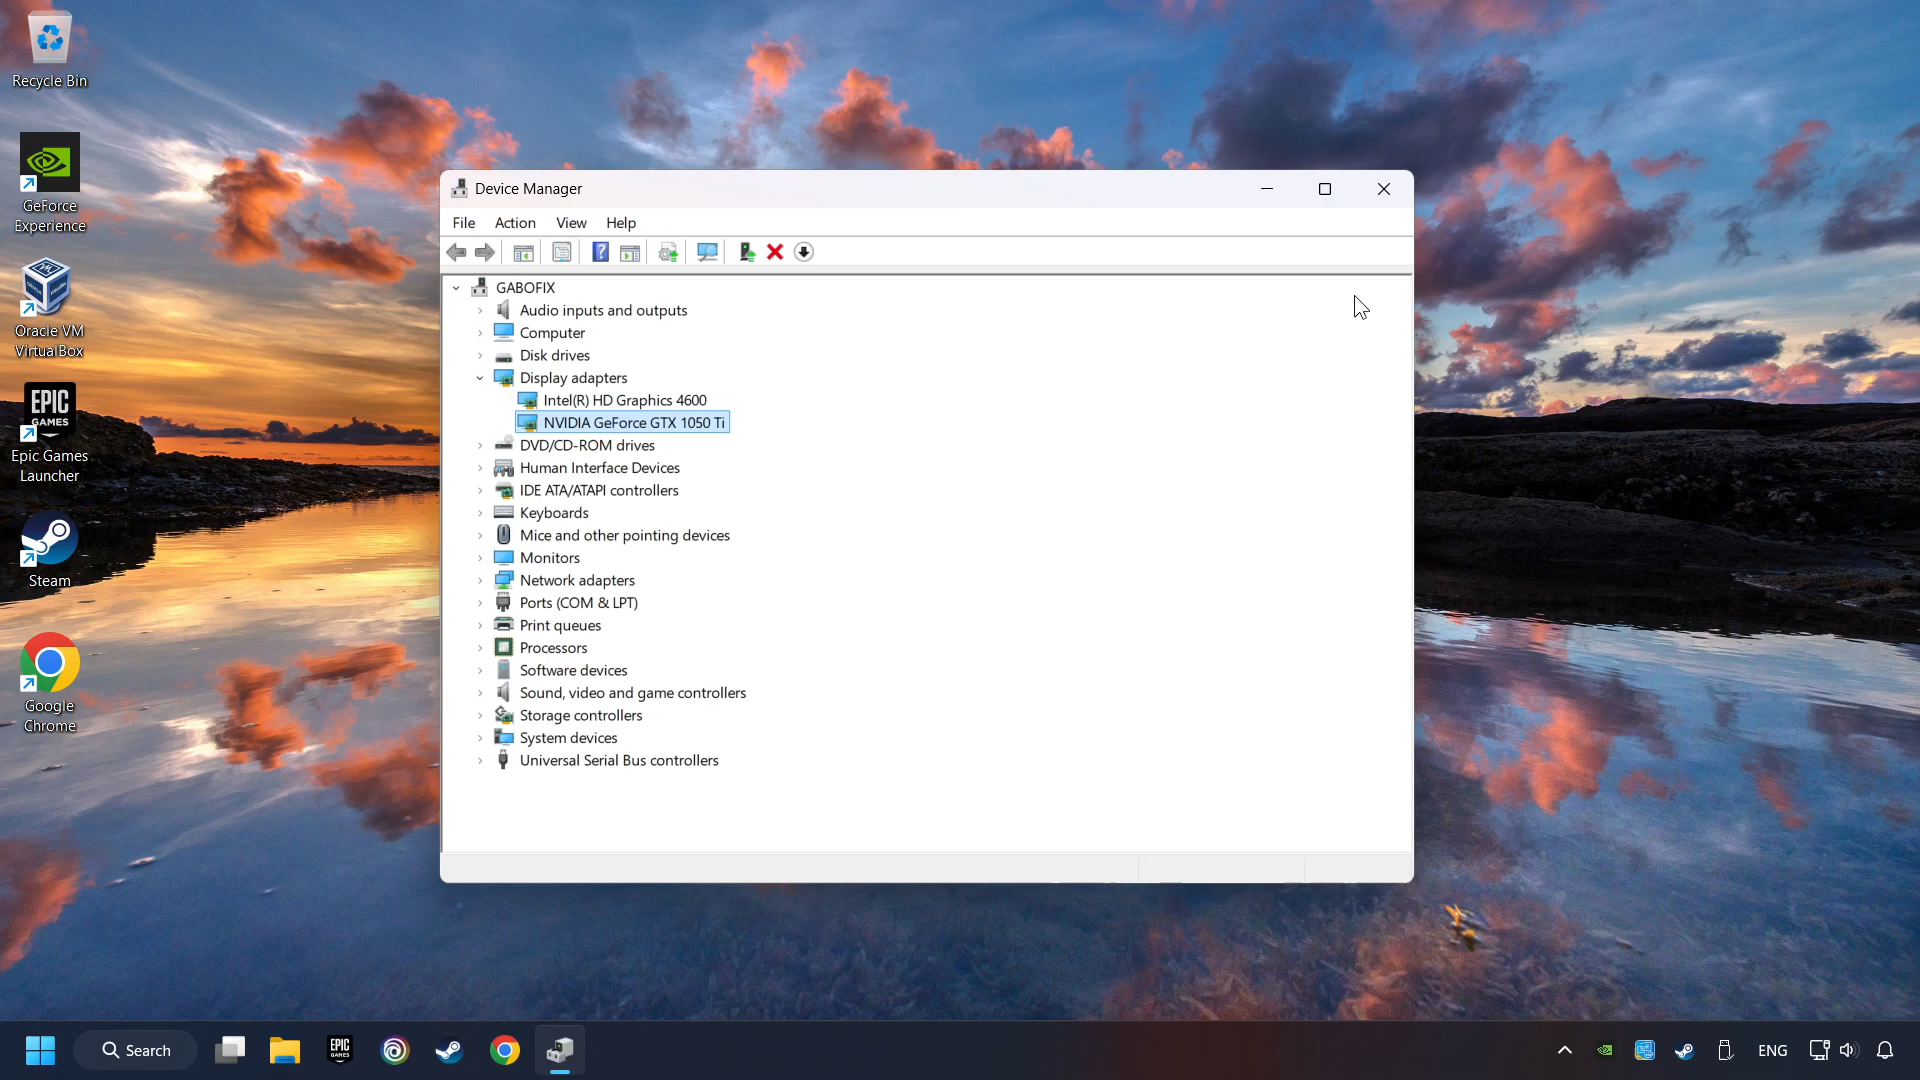 Recycle Bin
GeForce
Experience
Oracle VM
VirtualBox
EPIC
GAMES
Epic Games
Launcher
Steam
Google
Chrome
Device Manager
File Action View Help
GABOFIX
Audio inputs and outputs
Computer
Disk drives
Display adapters
Intel(R) HD Graphics 4600
NVIDIA GeForce GTX 1050 Ti
DVD/CD-ROM drives
Human Interface Devices
IDE ATA/ATAPI controllers
Keyboards
Mice and other pointing devices
Monitors
Network adapters
Ports (COM & LPT)
Print queues
Processors
Software devices
Sound, video and game controllers
Storage controllers
System devices
Universal Serial Bus controllers
Search
EPIC
GAMES
ENG